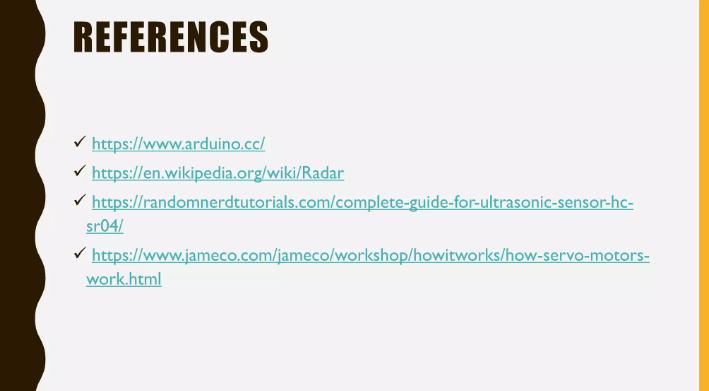 REFERENCES
✓ https://www.arduino.cc/
✓ https://en.wikipedia.org/wiki/Radar
✓ https://randomnerdtutorials.com/complete-guide-for-ultrasonic-sensor-hc-
sr04/
✓ https://www.jameco.com/jameco/workshop/howitworks/how-servo-motors-
work.html